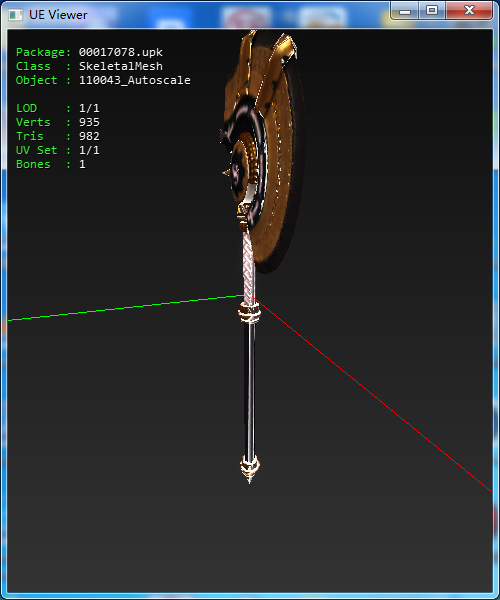 UE Viewer
Package: 00017078.upk
Class : SkeletalMesh
Object : 110043_Autoscale
LOD : 1/1
Verts : 935
Tris : 982
UV Set : 1/1
Bones : 1